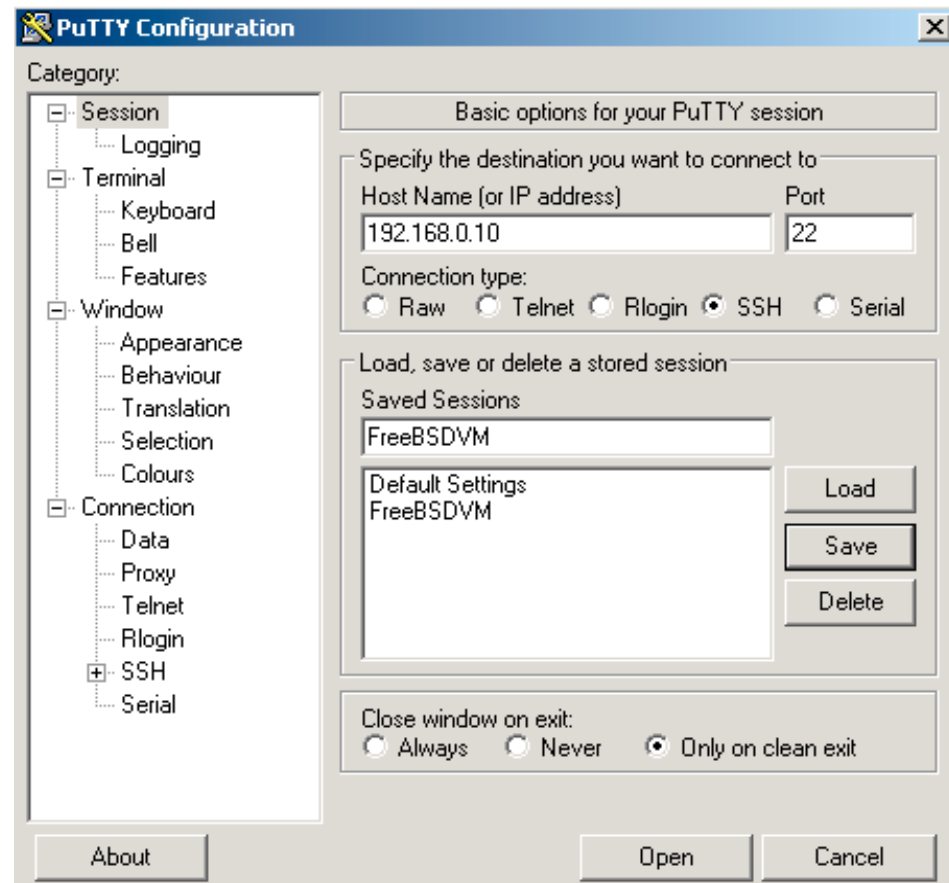 PuTTY Configuration
Category:
Session
Logging
Terminal
Keyboard
Bell
Features
Window
Appearance
Behaviour
Translation
Selection
Colours
Connection
Data
Proxy
Telnet
Rlogin
SSH
Serial
Basic options for your PuTTY session
Specify the destination you want to connect to
Host Name (or IP address) Port
192.168.0.10 22
Connection type:
Raw Telnet Rlogin SSH Serial
Load, save or delete a stored session
Saved Sessions
FreeBSDVM
Default Settings
FreeBSDVM
Load
Save
Delete
Close window on exit:
Always Never Only on clean exit
About Open Cancel